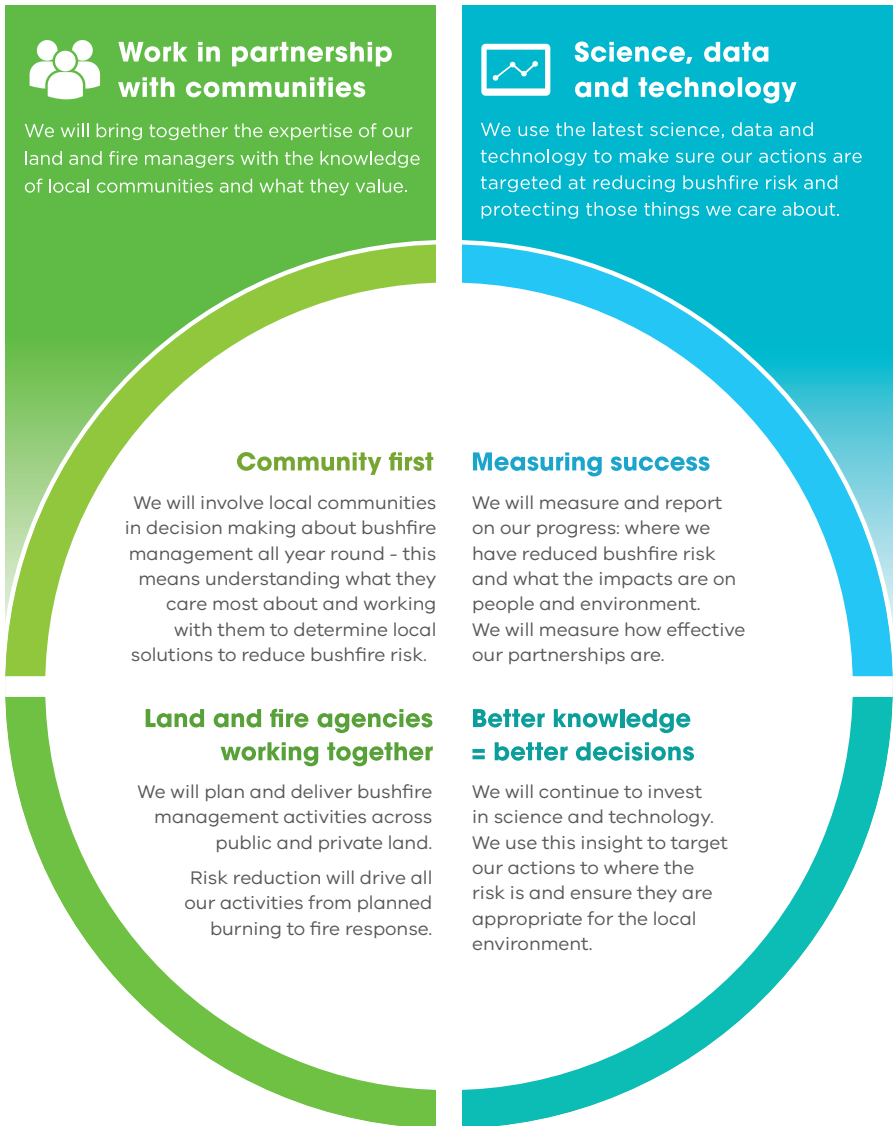 Work in partnership
with communities
We will bring together the expertise of our
land and fire managers with the knowledge
of local communities and what they value.
Science, data
and technology
We use the latest science, data and
technology to make sure our actions are
targeted at reducing bushfire risk and
protecting those things we care about.
Community first
We will involve local communities
in decision making about bushfire
management all year round - this
means understanding what they
care most about and working
with them to determine local
solutions to reduce bushfire risk.
Measuring success
We will measure and report
on our progress: where we
have reduced bushfire risk
and what the impacts are on
people and environment.
We will measure how effective
our partnerships are.
Land and fire agencies
working together
We will plan and deliver bushfire
management activities across
public and private land.
Risk reduction will drive all
our activities from planned
burning to fire response.
Better knowledge
= better decisions
We will continue to invest
in science and technology.
We use this insight to target
our actions to where the
risk is and ensure they are
appropriate for the local
environment.